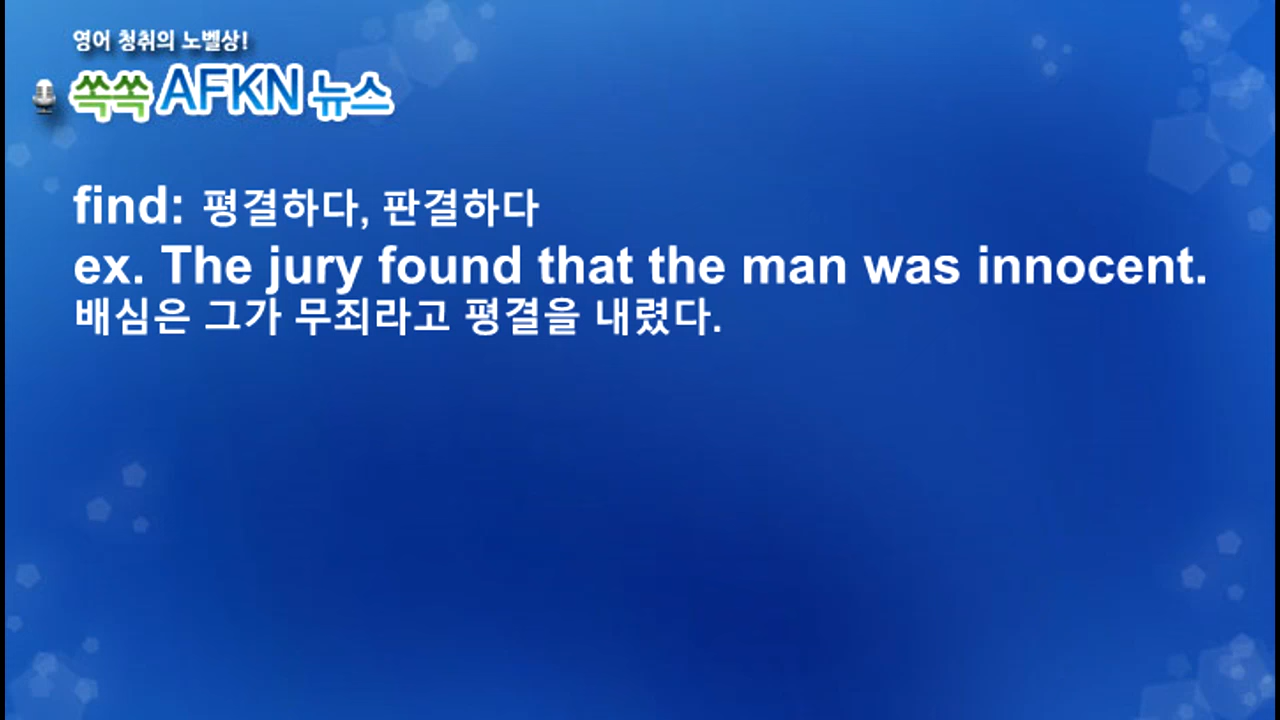 영어 청취의 노벨상!
쏙쏙 AFKN 뉴스
find: 평결하다, 판결하다
ex. The jury found that the man was innocent.
배심은 그가 무죄라고 평결을 내렸다.